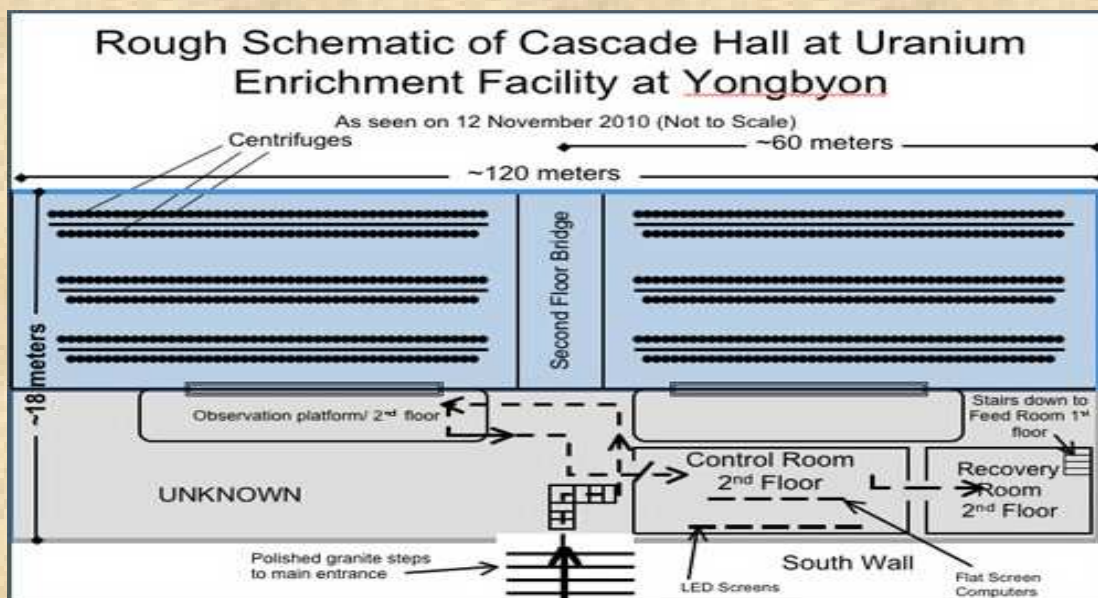 Rough Schematic of Cascade Hall at Uranium
Enrichment Facility at Yongbyon
As seen on 12 November 2010 (Not to Scale)
Centrifuges
~60 meters
~120 meters
~18 meters
Second Floor Bridge
Observation platform/ 2nd floor
Stairs down to
Feed Room 1st
floor
UNKNOWN
Control Room
2nd Floor
Recovery
Room
2nd Floor
Polished granite steps
to main entrance
South Wall
LED Screens
Flat Screen
Computers